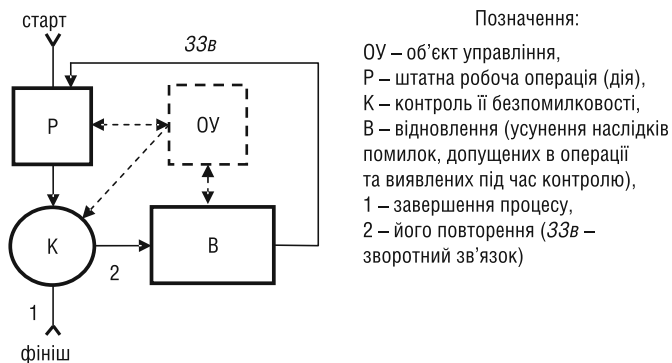 старт
ЗЗв
Р
ОУ
К
2
В
1
фініш
Позначення:
ОУ – об’єкт управління,
Р – штатна робоча операція (дія),
К – контроль її безпомилковості,
В – відновлення (усунення наслідків
помилок, допущених в операції
та виявлених під час контролю),
1 – завершення процесу,
2 – його повторення (ЗЗв –
зворотний зв’язок)